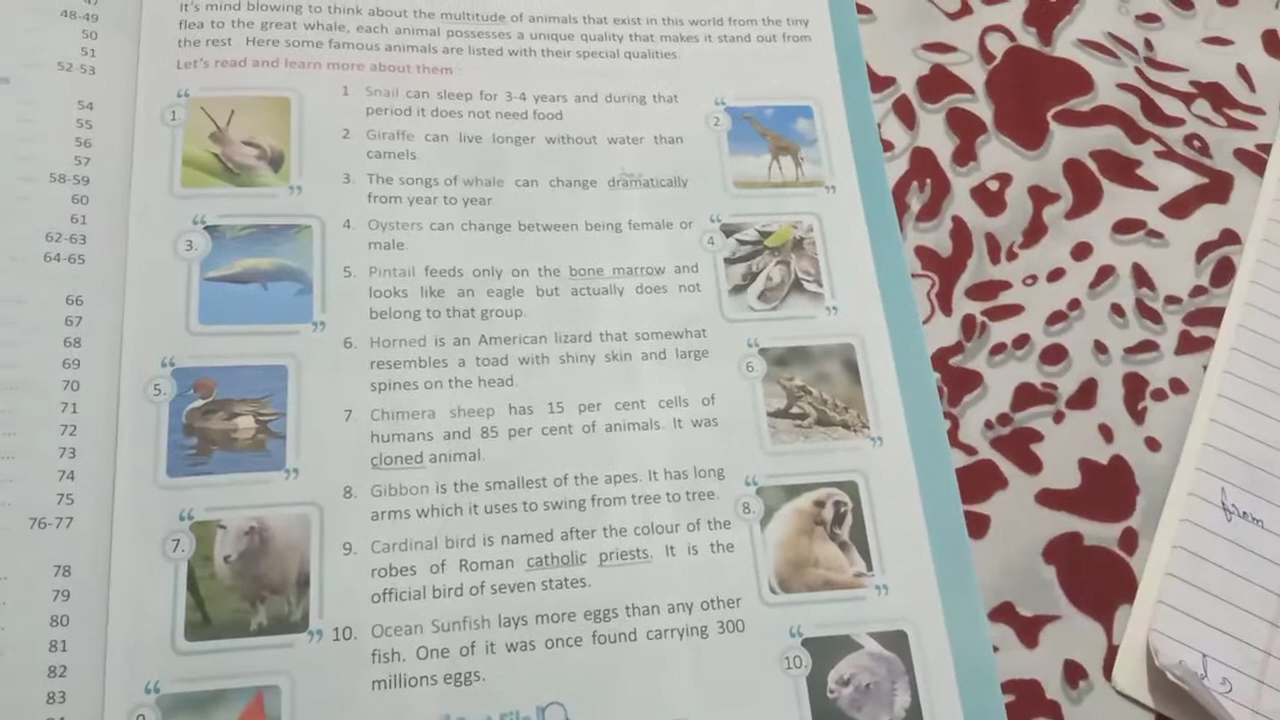 48-49
50
51
52-53
54
55
56
57
58-59
60
61
62-63
64-65
66
67
68
69
70
71
72
73
74
75
76-77
78
79
80
81
82
83
It's mind blowing to think about the multitude of animals that exist in this world from the tiny
flea to the great whale, each animal possesses a unique quality that makes it stand out from
the rest. Here some famous animals are listed with their special qualities.
Let's read and learn more about them
1.
2.
3.
4.
5.
6.
7.
8.
10.
1 Snail can sleep for 3-4 years and during that
period it does not need food
2. Giraffe can live longer without water than
camels.
3. The songs of whale can change dramatically
from year to year
4. Oysters can change between being female or
male.
5. Pintail feeds only on the bone marrow and
looks like an eagle but actually does not
belong to that group.
6. Horned is an American lizard that somewhat
resembles a toad with shiny skin and large
spines on the head.
7. Chimera sheep has 15 per cent cells of
humans and 85 per cent of animals. It was
cloned animal.
8. Gibbon is the smallest of the apes. It has long
arms which it uses to swing from tree to tree.
9. Cardinal bird is named after the colour of the
robes of Roman catholic priests. It is the
official bird of seven states.
10. Ocean Sunfish lays more eggs than any other
fish. One of it was once found carrying 300
millions eggs.
from